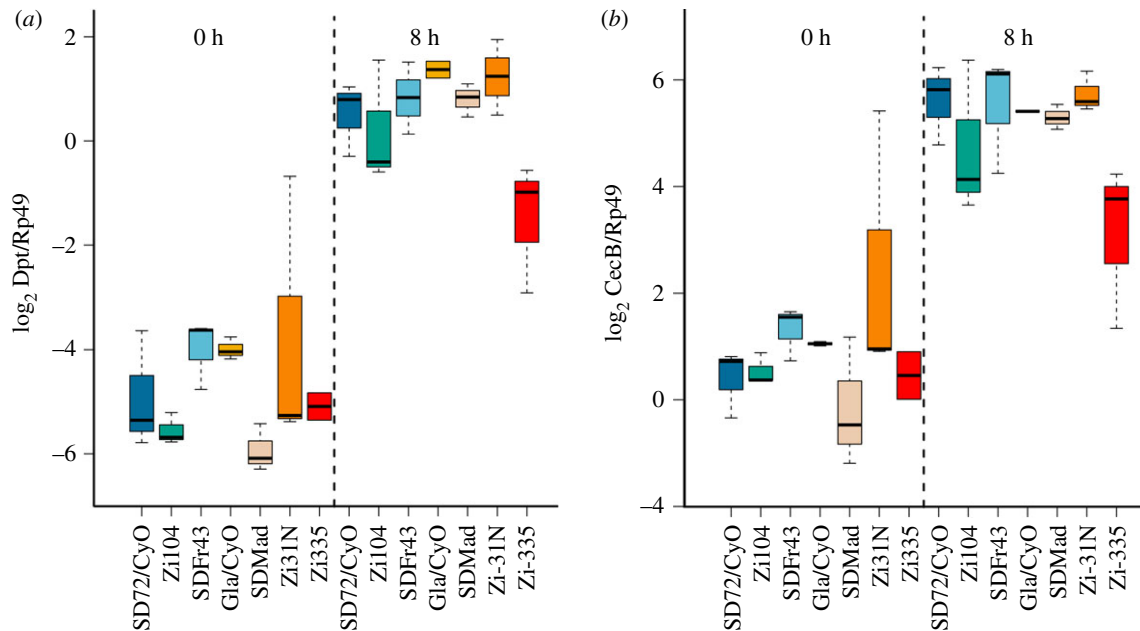 (a)
0 h
8 h
2
0
−2
−4
−6
log2 Dpt/Rp49
SD72/CyO
Zi104
SDFr43
Gla/CyO
SDMad
Zi31N
Zi335
SD72/CyO
Zi104
SDFr43
Gla/CyO
SDMad
Zi-31N
Zi-335
(b)
0 h
8 h
6
4
2
0
−4
log2 CecB/Rp49
SD72/CyO
Zi104
SDFr43
Gla/CyO
SDMad
Zi31N
Zi335
SD72/CyO
Zi104
SDFr43
Gla/CyO
SDMad
Zi-31N
Zi-335